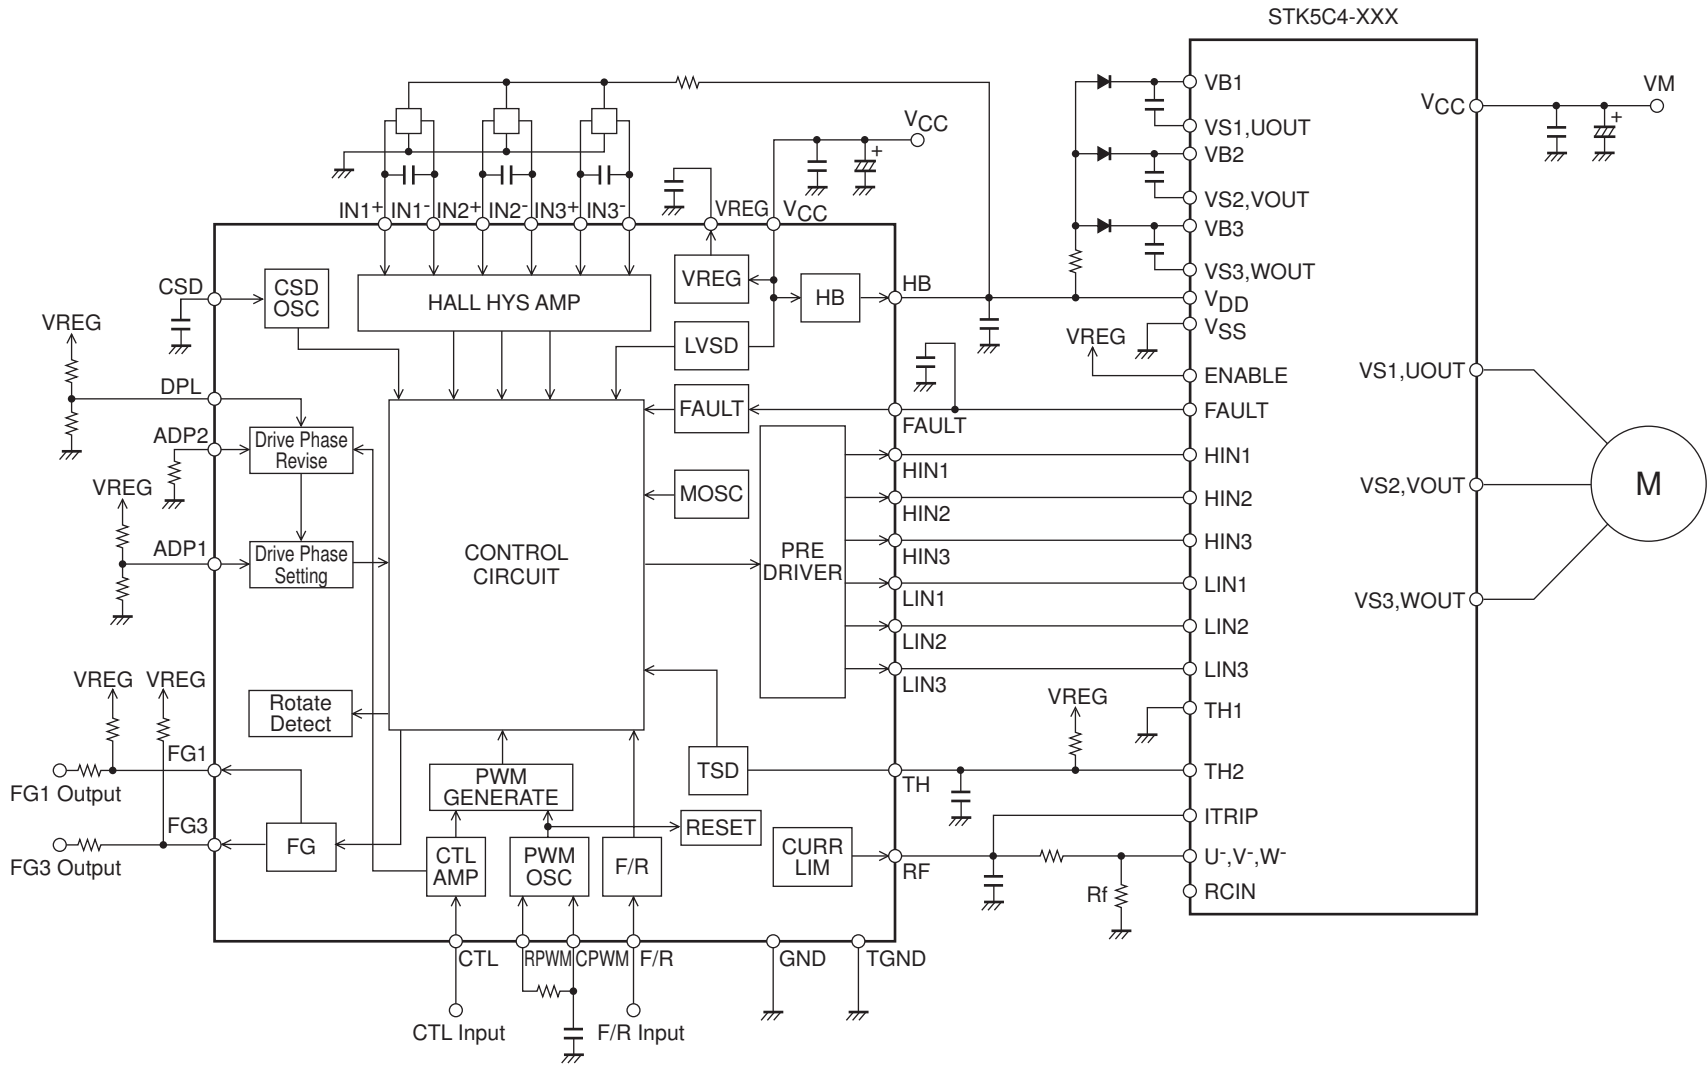 STK5C4-XXX
VB1
VS1,UOUT
VB2
VS2,VOUT
VB3
VS3,WOUT
VDD
VSS
ENABLE
FAULT
HIN1
HIN2
HIN3
LIN1
LIN2
LIN3
TH1
TH2
ITRIP
U-,V-,W-
RCIN
VCC
VM
+
VS1,UOUT
VS2,VOUT
VS3,WOUT
M
VCC
+
IN1+ IN1- IN2+ IN2- IN3+ IN3-
VREG VCC
CSD
CSD
OSC
HALL HYS AMP
VREG
HB
HB
LVSD
VREG
VREG
DPL
FAULT
FAULT
ADP2
Drive Phase
Revise
VREG
ADP1
Drive Phase
Setting
CONTROL
CIRCUIT
MOSC
PRE
DRIVER
HIN1
HIN2
HIN3
LIN1
LIN2
LIN3
VREG VREG
VREG
Rotate
Detect
FG1
FG1 Output
TSD
TH
PWM
GENERATE
RESET
FG3
FG3 Output
FG
CTL
AMP
PWM
OSC
F/R
CURR
LIM
RF
Rf
CTL RPWM CPWM F/R GND TGND
CTL Input F/R Input